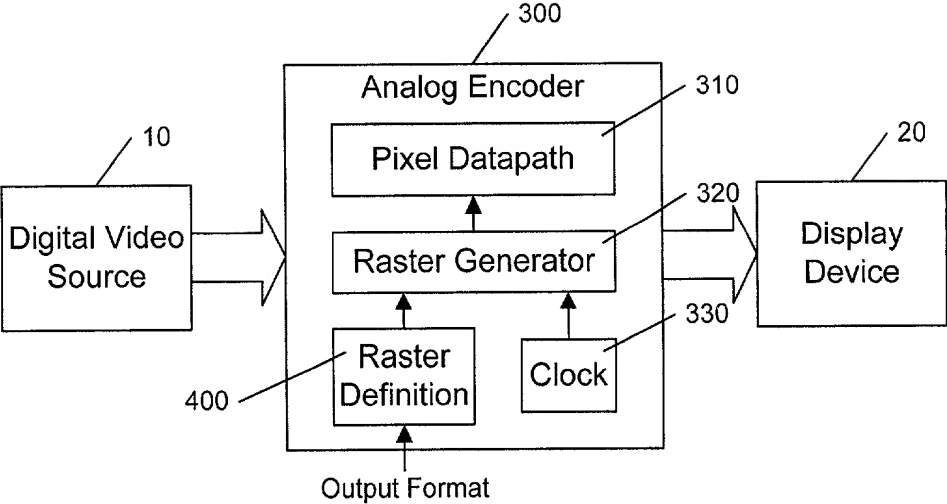 300
Analog Encoder
310
10
Pixel Datapath
20
320
Digital Video
Source
Raster Generator
Display
Device
330
Raster
Definition
400
Clock
Output Format